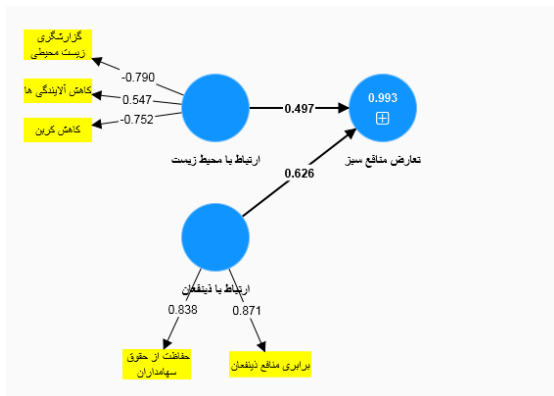 گزارشگری
زیست محیطی
-0.790
کاهش آلایندگی ها
0.547
کاهش کربن
-0.752
ارتباط با محیط زیست
0.497
0.993
تعارض منافع سبز
0.626
ارتباط با ذینفعان
0.838
0.871
حفاظت از حقوق
سهامداران
برابری منافع ذینفعان